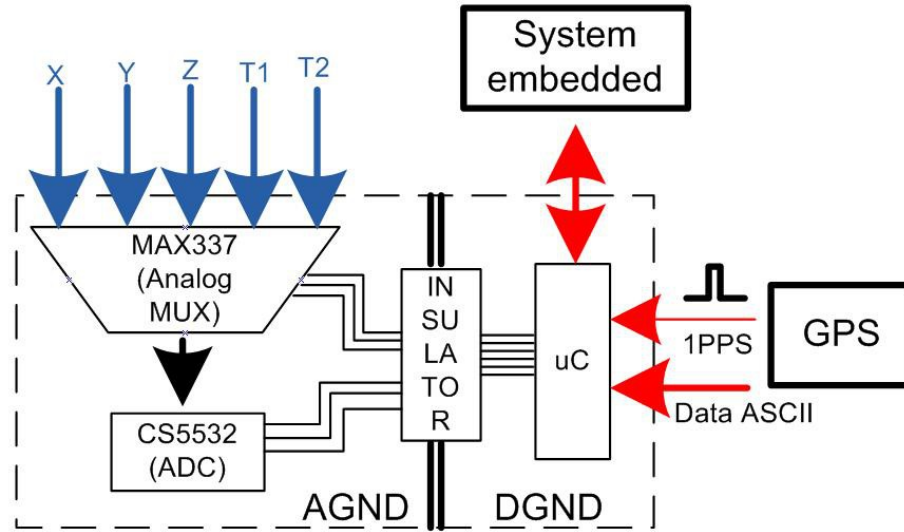 System
embedded
X Y Z T1 T2
MAX337
(Analog
MUX)
IN
SU
LA
TO
R
uC
1PPS
GPS
Data ASCII
CS5532
(ADC)
AGND
DGND